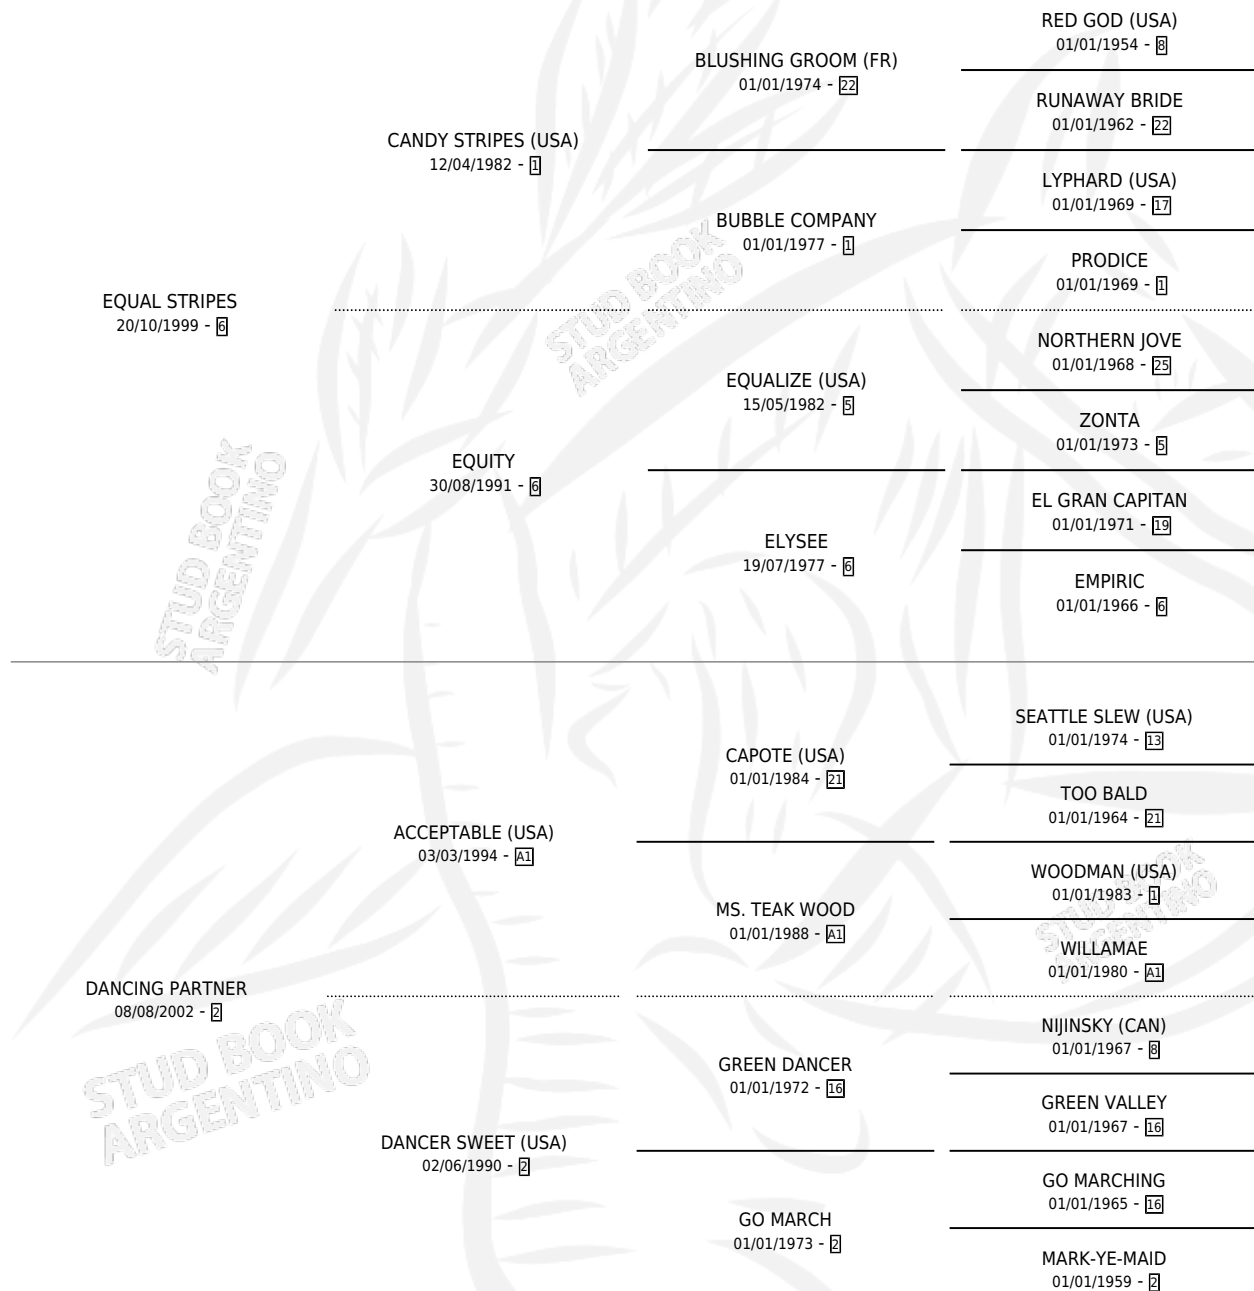 EQUAL STRIPES
20/10/1999 - 6
CANDY STRIPES (USA)
12/04/1982 - 1
BLUSHING GROOM (FR)
01/01/1974 - 22
RED GOD (USA)
01/01/1954 - 8
RUNAWAY BRIDE
01/01/1962 - 22
BUBBLE COMPANY
01/01/1977 - 1
LYPHARD (USA)
01/01/1969 - 17
PRODICE
01/01/1969 - 1
EQUITY
30/08/1991 - 6
EQUALIZE (USA)
15/05/1982 - 5
NORTHERN JOVE
01/01/1968 - 25
ZONTA
01/01/1973 - 5
ELYSEE
19/07/1977 - 6
EL GRAN CAPITAN
01/01/1971 - 19
EMPIRIC
01/01/1966 - 6
DANCING PARTNER
08/08/2002 - 2
ACCEPTABLE (USA)
03/03/1994 - A1
CAPOTE (USA)
01/01/1984 - 21
SEATTLE SLEW (USA)
01/01/1974 - 13
TOO BALD
01/01/1964 - 21
MS. TEAK WOOD
01/01/1988 - A1
WOODMAN (USA)
01/01/1983 - 1
WILLAMAE
01/01/1980 - A1
DANCER SWEET (USA)
02/06/1990 - 2
GREEN DANCER
01/01/1972 - 16
NIJINSKY (CAN)
01/01/1967 - 8
GREEN VALLEY
01/01/1967 - 16
GO MARCH
01/01/1973 - 2
GO MARCHING
01/01/1965 - 16
MARK-YE-MAID
01/01/1959 - 2
STUD BOOK
ARGENTINO
STUD BOOK
ARGENTINO
STUD BOOK
ARGENTINO
STUD BOOK
ARGENTINO